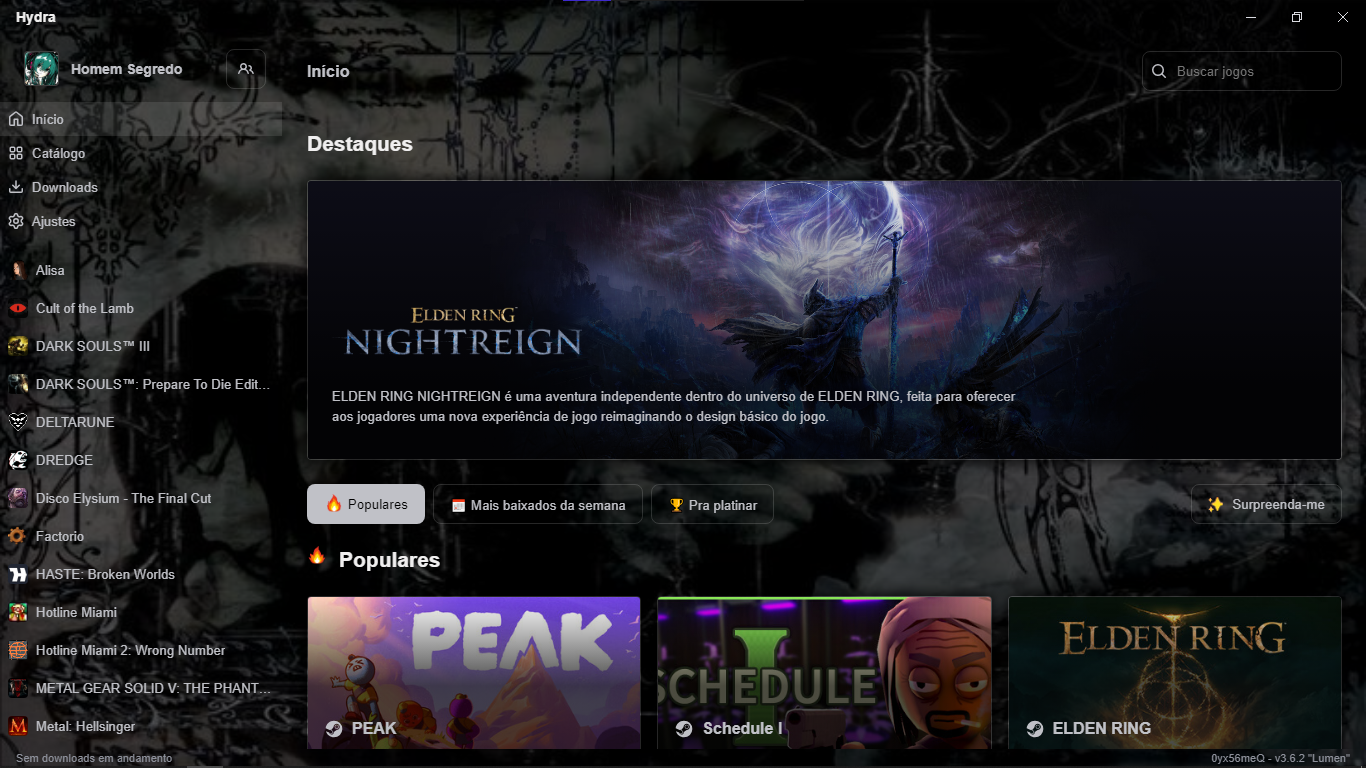 Hydra
Homem Segredo
Início
Buscar jogos
Início
Catálogo
Downloads
Ajustes
Alisa
Cult of the Lamb
DARK SOULS™ III
DARK SOULS™: Prepare To Die Edit...
DELTARUNE
DREDGE
Disco Elysium - The Final Cut
Factorio
HASTE: Broken Worlds
Hotline Miami
Hotline Miami 2: Wrong Number
METAL GEAR SOLID V: THE PHANT...
Metal: Hellsinger
Destaques
ELDEN RING
NIGHTREIGN
ELDEN RING NIGHTREIGN é uma aventura independente dentro do universo de ELDEN RING, feita para oferecer
aos jogadores uma nova experiência de jogo reimaginando o design básico do jogo.
Populares
Mais baixados da semana
Pra platinar
Surpreenda-me
Populares
PEAK
PEAK
I
SCHEDULE
Schedule I
ELDEN RING
ELDEN RING
Sem downloads em andamento
0yx56meQ - v3.6.2 "Lumen"